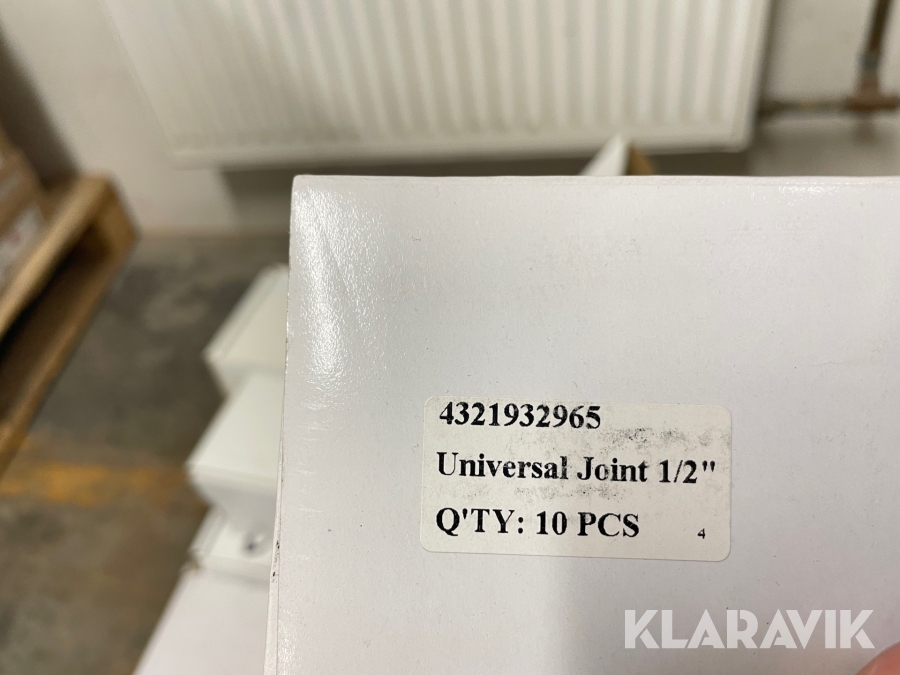 4321932965
Universal Joint 1/2"
Q'TY: 10 PCS
4
KLARAVIK